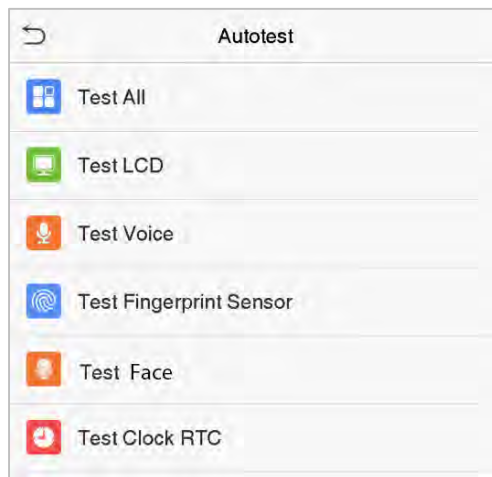 Autotest
Test All
Test LCD
Test Voice
Test Fingerprint Sensor
Test Face
Test Clock RTC